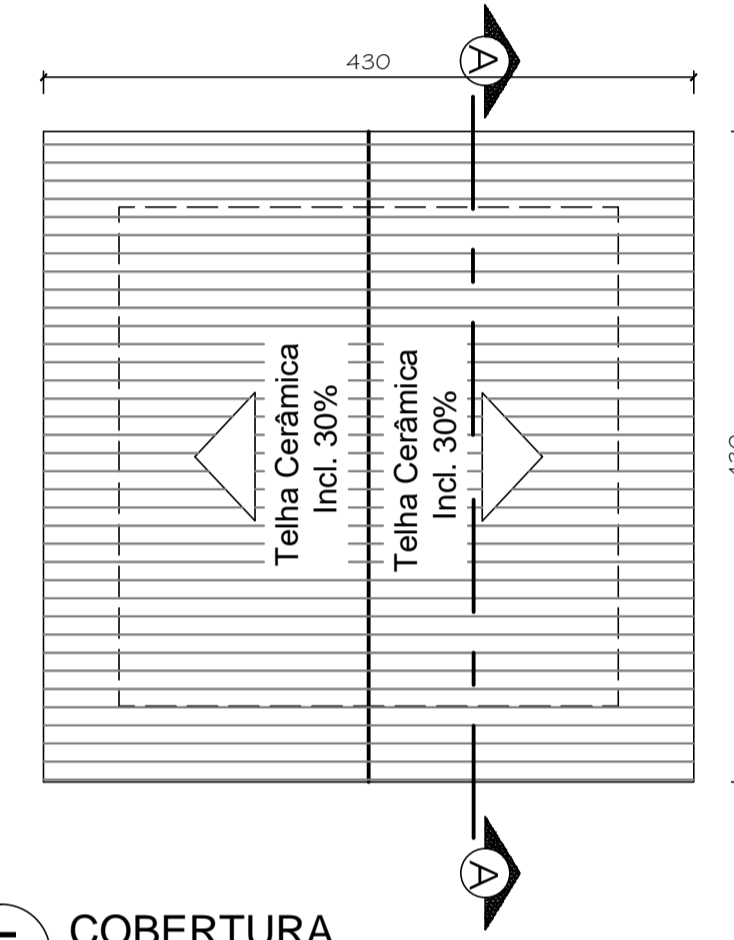 430
A
Telha Cerâmica
Incl. 30%
Telha Cerâmica
Incl. 30%
A
COBERTURA